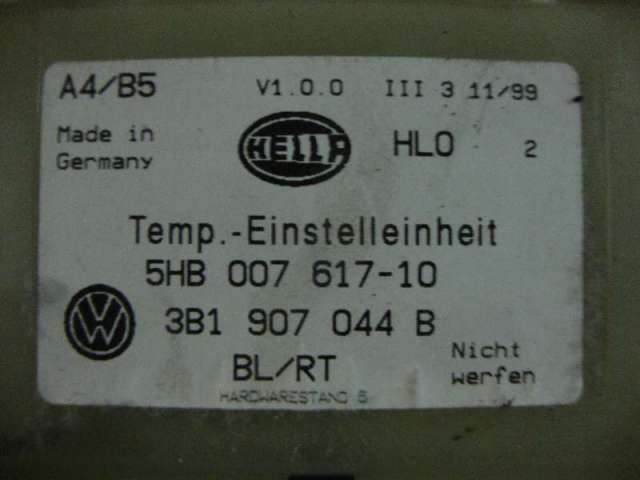 A4/B5 V1.0.0 III 3 11/99
Made in
Germany
HELLA
HLO 2
Temp.-Einstelleinheit
5HB 007 617-10
VW
3B1 907 044 B
BL/RT
Nicht
werfen
HARDWARESTAND 6